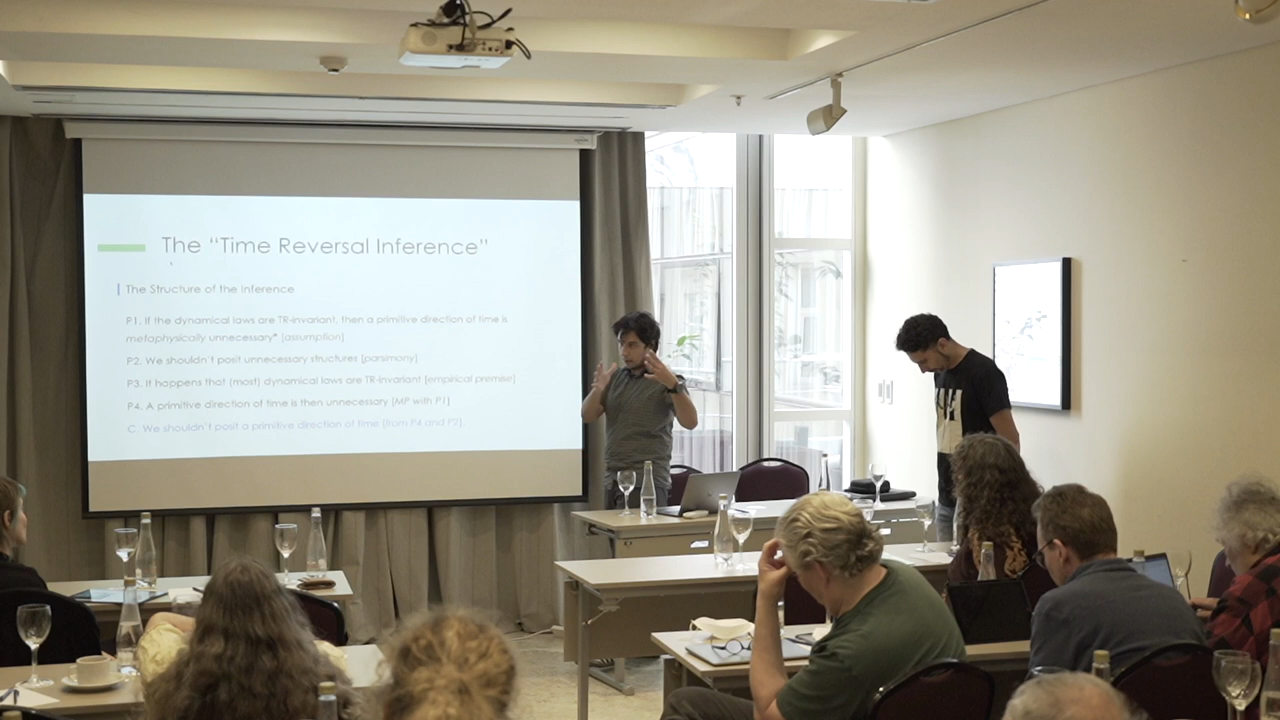 The “Time Reversal Inference”
The Structure of the Inference
P1. If the dynamical laws are TR-invariant, then a primitive direction of time is
metaphysically unnecessary* [assumption]
P2. We shouldn't posit unnecessary structures [parsimony]
P3. It happens that (most) dynamical laws are TR-invariant [empirical premise]
P4. A primitive direction of time is then unnecessary [MP with P1]
C. We shouldn't posit a primitive direction of time [from P4 and P2]